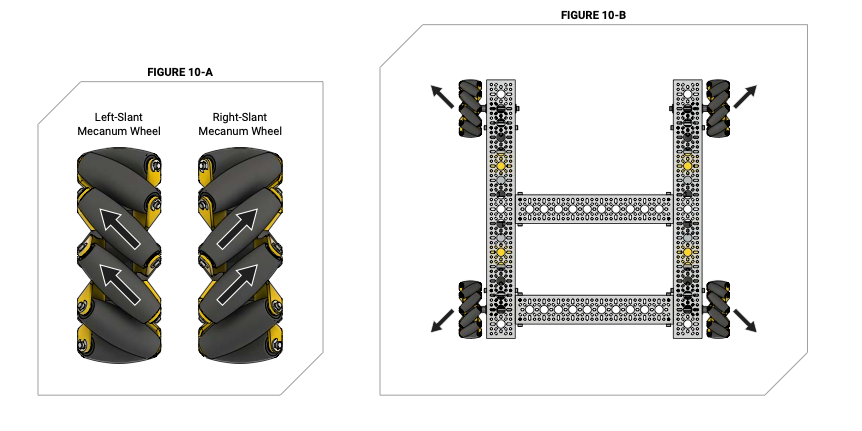 FIGURE 10-A
Left-Slant
Mecanum Wheel
Right-Slant
Mecanum Wheel
FIGURE 10-B